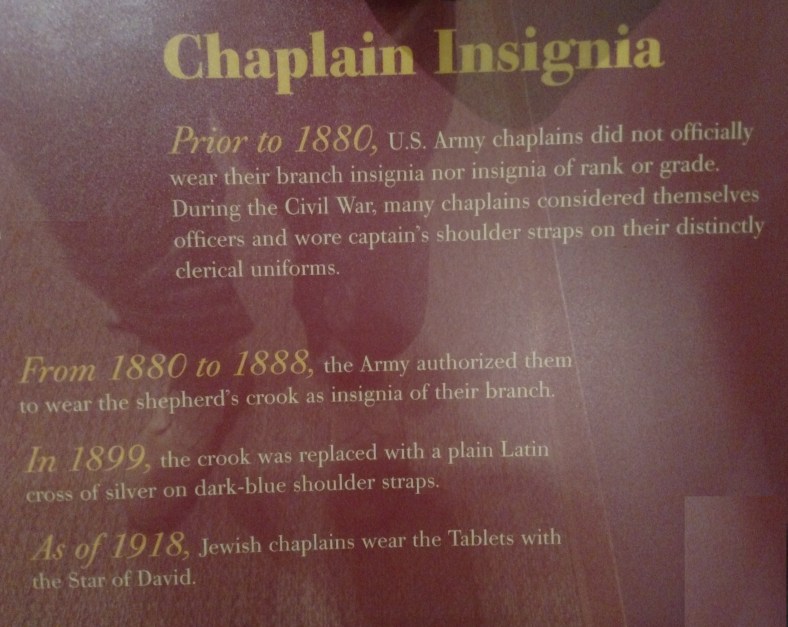 Chaplain Insignia
Prior to 1880, U.S. Army chaplains did not officially
wear their branch insignia nor insignia of rank or grade.
During the Civil War, many chaplains considered themselves
officers and wore captain's shoulder straps on their distinctly
clerical uniforms.
From 1880 to 1888, the Army authorized them
to wear the shepherd's crook as insignia of their branch.
In 1899, the crook was replaced with a plain Latin
cross of silver on dark-blue shoulder straps.
As of 1918, Jewish chaplains wear the Tablets with
the Star of David.